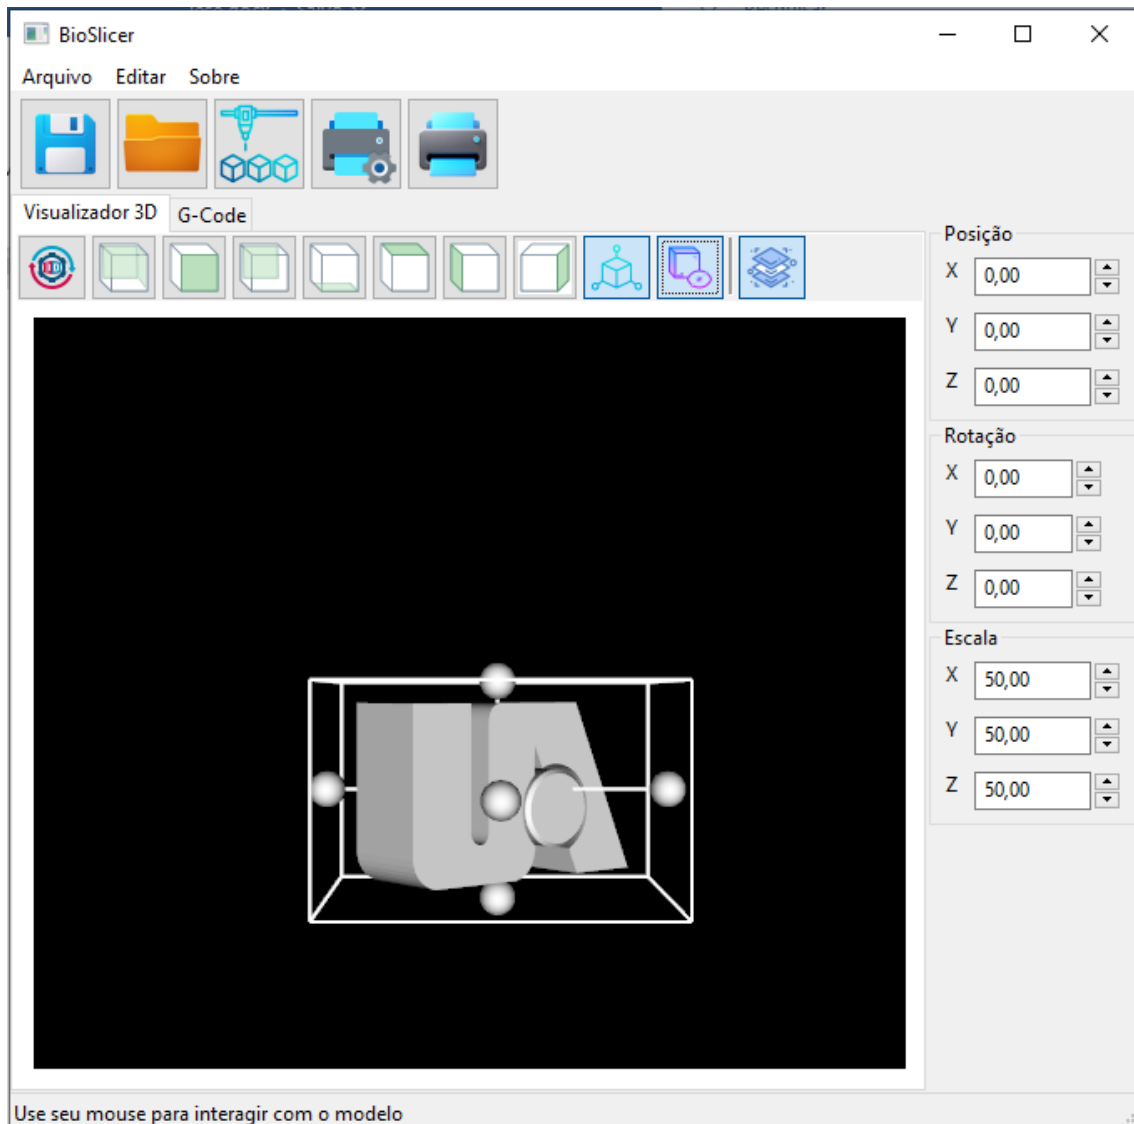 BioSlicer
Arquivo Editar Sobre
Visualizador 3D G-Code
Posição
X 0,00
Y 0,00
Z 0,00
Rotação
X 0,00
Y 0,00
Z 0,00
Escala
X 50,00
Y 50,00
Z 50,00
UA
Use seu mouse para interagir com o modelo